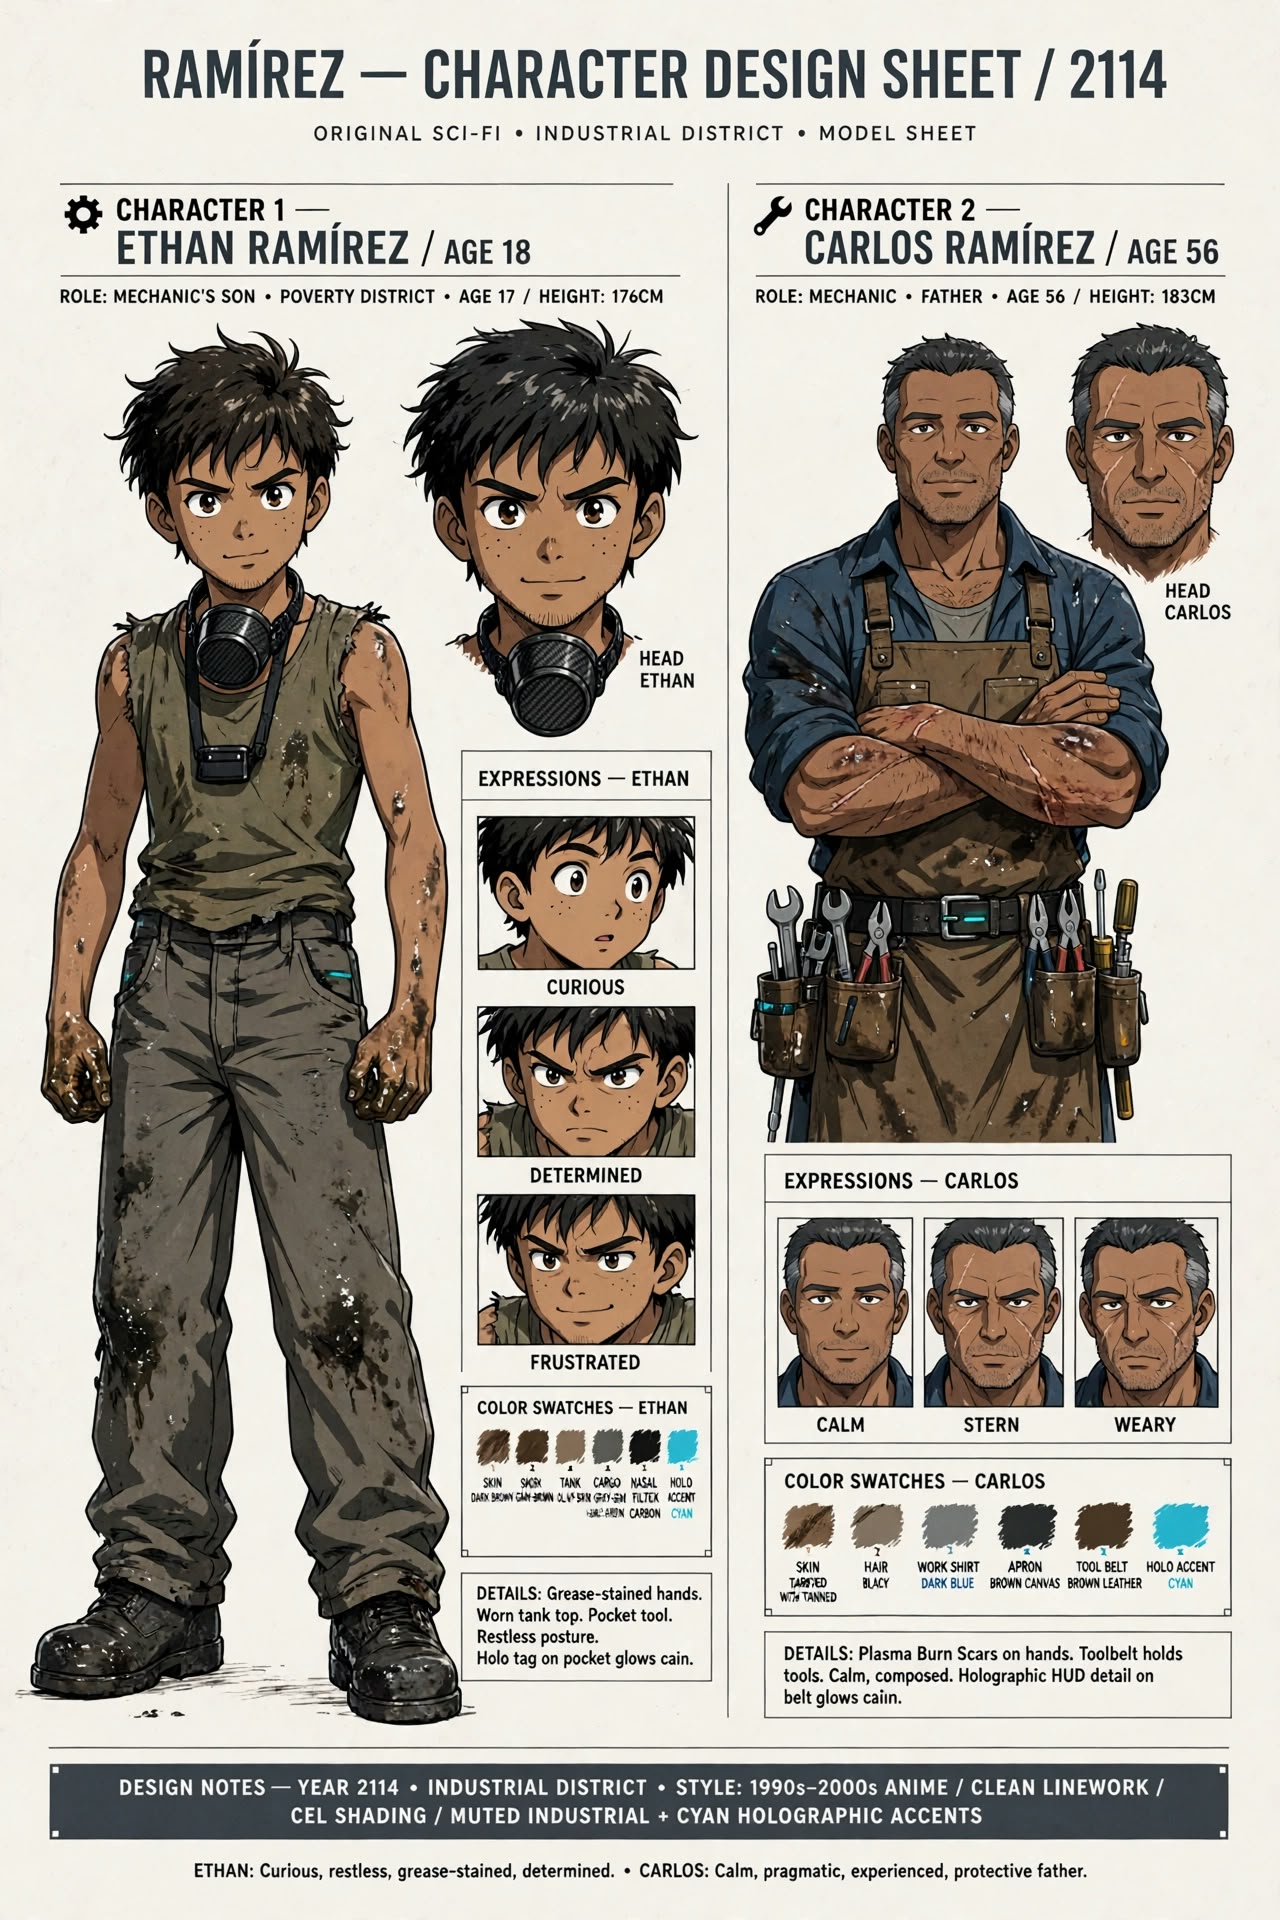 RAMÍREZ — CHARACTER DESIGN SHEET / 2114
ORIGINAL SCI-FI • INDUSTRIAL DISTRICT • MODEL SHEET
CHARACTER 1 —
ETHAN RAMÍREZ / AGE 18
ROLE: MECHANIC'S SON • POVERTY DISTRICT • AGE 17 / HEIGHT: 176CM
HEAD
ETHAN
EXPRESSIONS — ETHAN
CURIOUS
DETERMINED
FRUSTRATED
COLOR SWATCHES — ETHAN
SKIN TANK CARGO NASAL HOLO
DARK BROWN FILTEK ACCENT
CARBON CYAN
DETAILS: Grease-stained hands.
Worn tank top. Pocket tool.
Restless posture.
Holo tag on pocket glows cain.
CHARACTER 2 —
CARLOS RAMÍREZ / AGE 56
ROLE: MECHANIC • FATHER • AGE 56 / HEIGHT: 183CM
HEAD
CARLOS
EXPRESSIONS — CARLOS
CALM STERN WEARY
COLOR SWATCHES — CARLOS
SKIN HAIR WORK SHIRT APRON TOOL BELT HOLO ACCENT
BLACY DARK BLUE BROWN CANVAS BROWN LEATHER CYAN
TANNED
DETAILS: Plasma Burn Scars on hands. Toolbelt holds
tools. Calm, composed. Holographic HUD detail on
belt glows caiın.
DESIGN NOTES — YEAR 2114 • INDUSTRIAL DISTRICT • STYLE: 1990s–2000s ANIME / CLEAN LINEWORK /
CEL SHADING / MUTED INDUSTRIAL + CYAN HOLOGRAPHIC ACCENTS
ETHAN: Curious, restless, grease-stained, determined. • CARLOS: Calm, pragmatic, experienced, protective father.